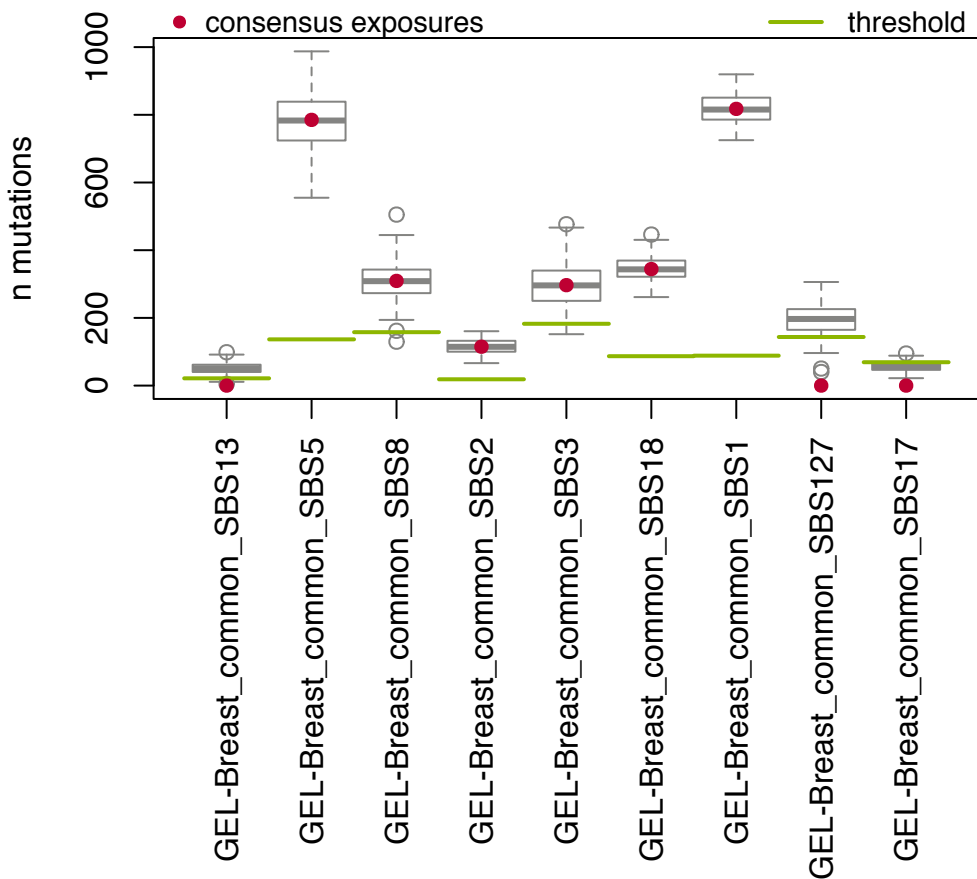 consensus exposures threshold
n mutations
1000
600
200
0
GEL-Breast_common_SBS13
GEL-Breast_common_SBS5
GEL-Breast_common_SBS8
GEL-Breast_common_SBS2
GEL-Breast_common_SBS3
GEL-Breast_common_SBS18
GEL-Breast_common_SBS1
GEL-Breast_common_SBS127
GEL-Breast_common_SBS17